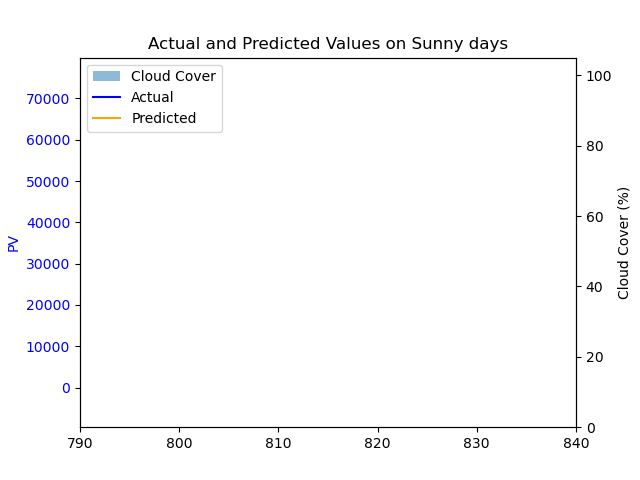 Actual and Predicted Values on Sunny days
Cloud Cover
Actual
Predicted
70000
60000
50000
40000
30000
20000
10000
0
PV
100
80
60
40
20
0
Cloud Cover (%)
790 800 810 820 830 840